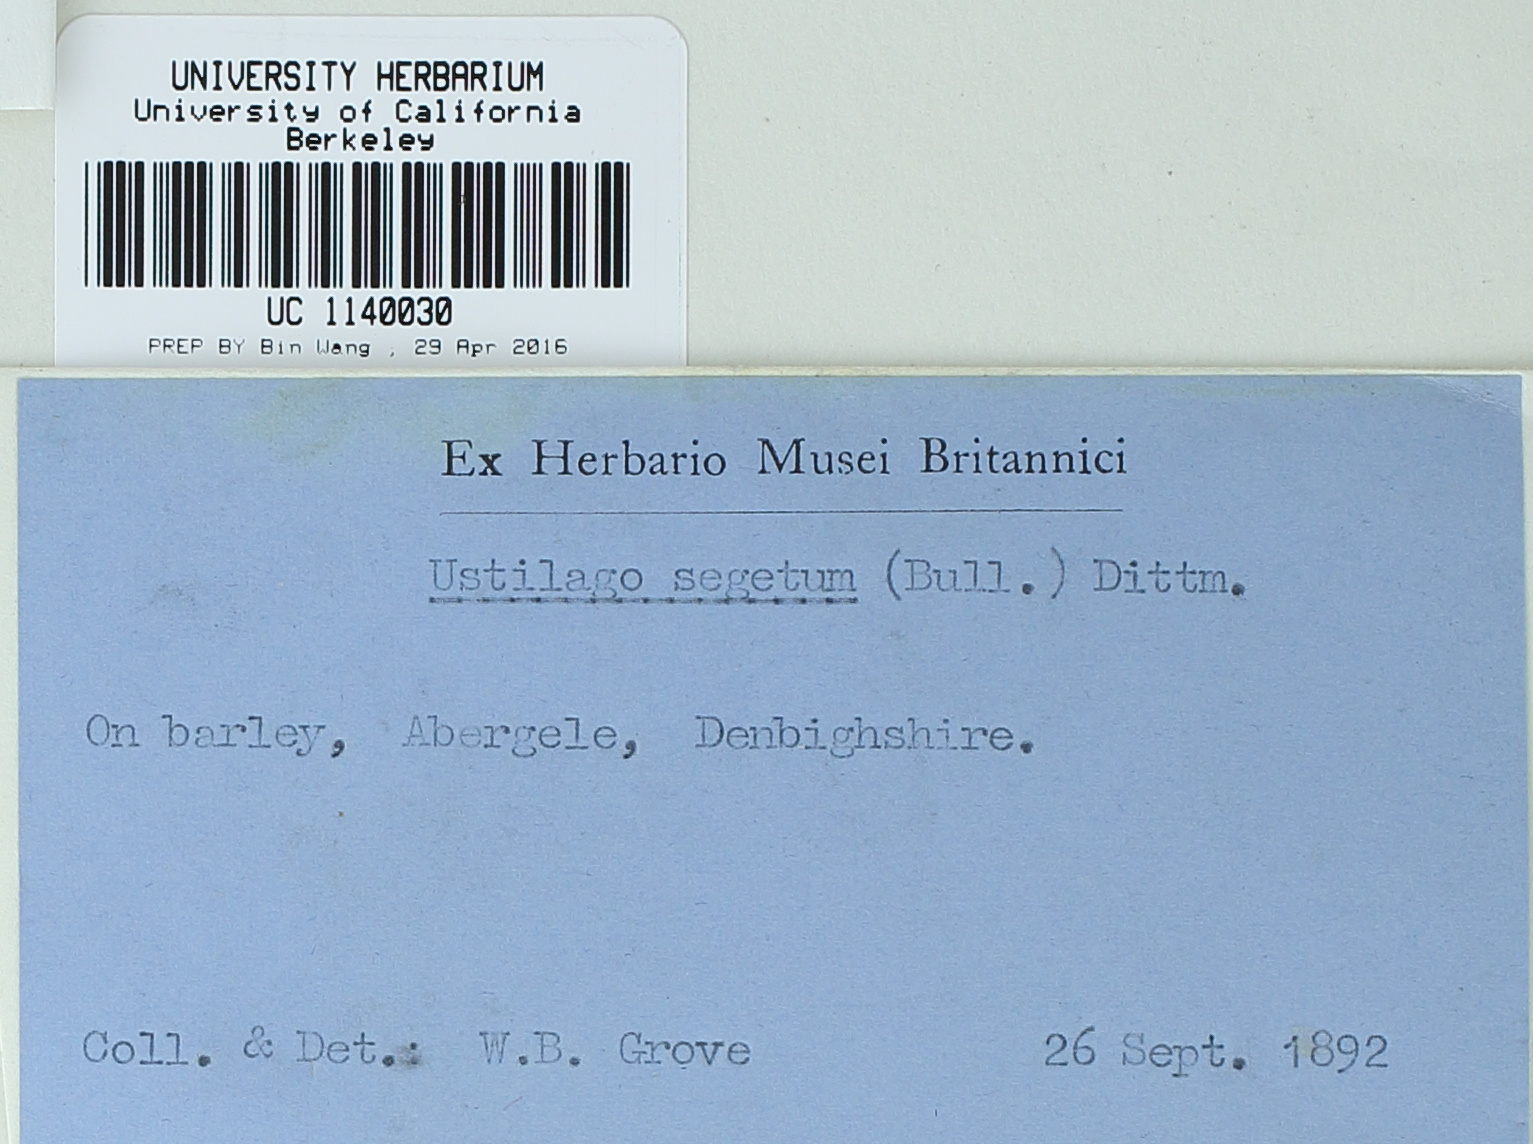 UNIVERSITY HERBARIUM
University of California
Berkeley
UC 1140030
PREP BY Bin Wang ; 29 Apr 2016
Ex Herbario Musei Britannici
Ustilago segetum (Bull.) Dittm.
On barley, Abergele, Denbighshire.
Coll. & Det.: W.B. Grove 26 Sept. 1892